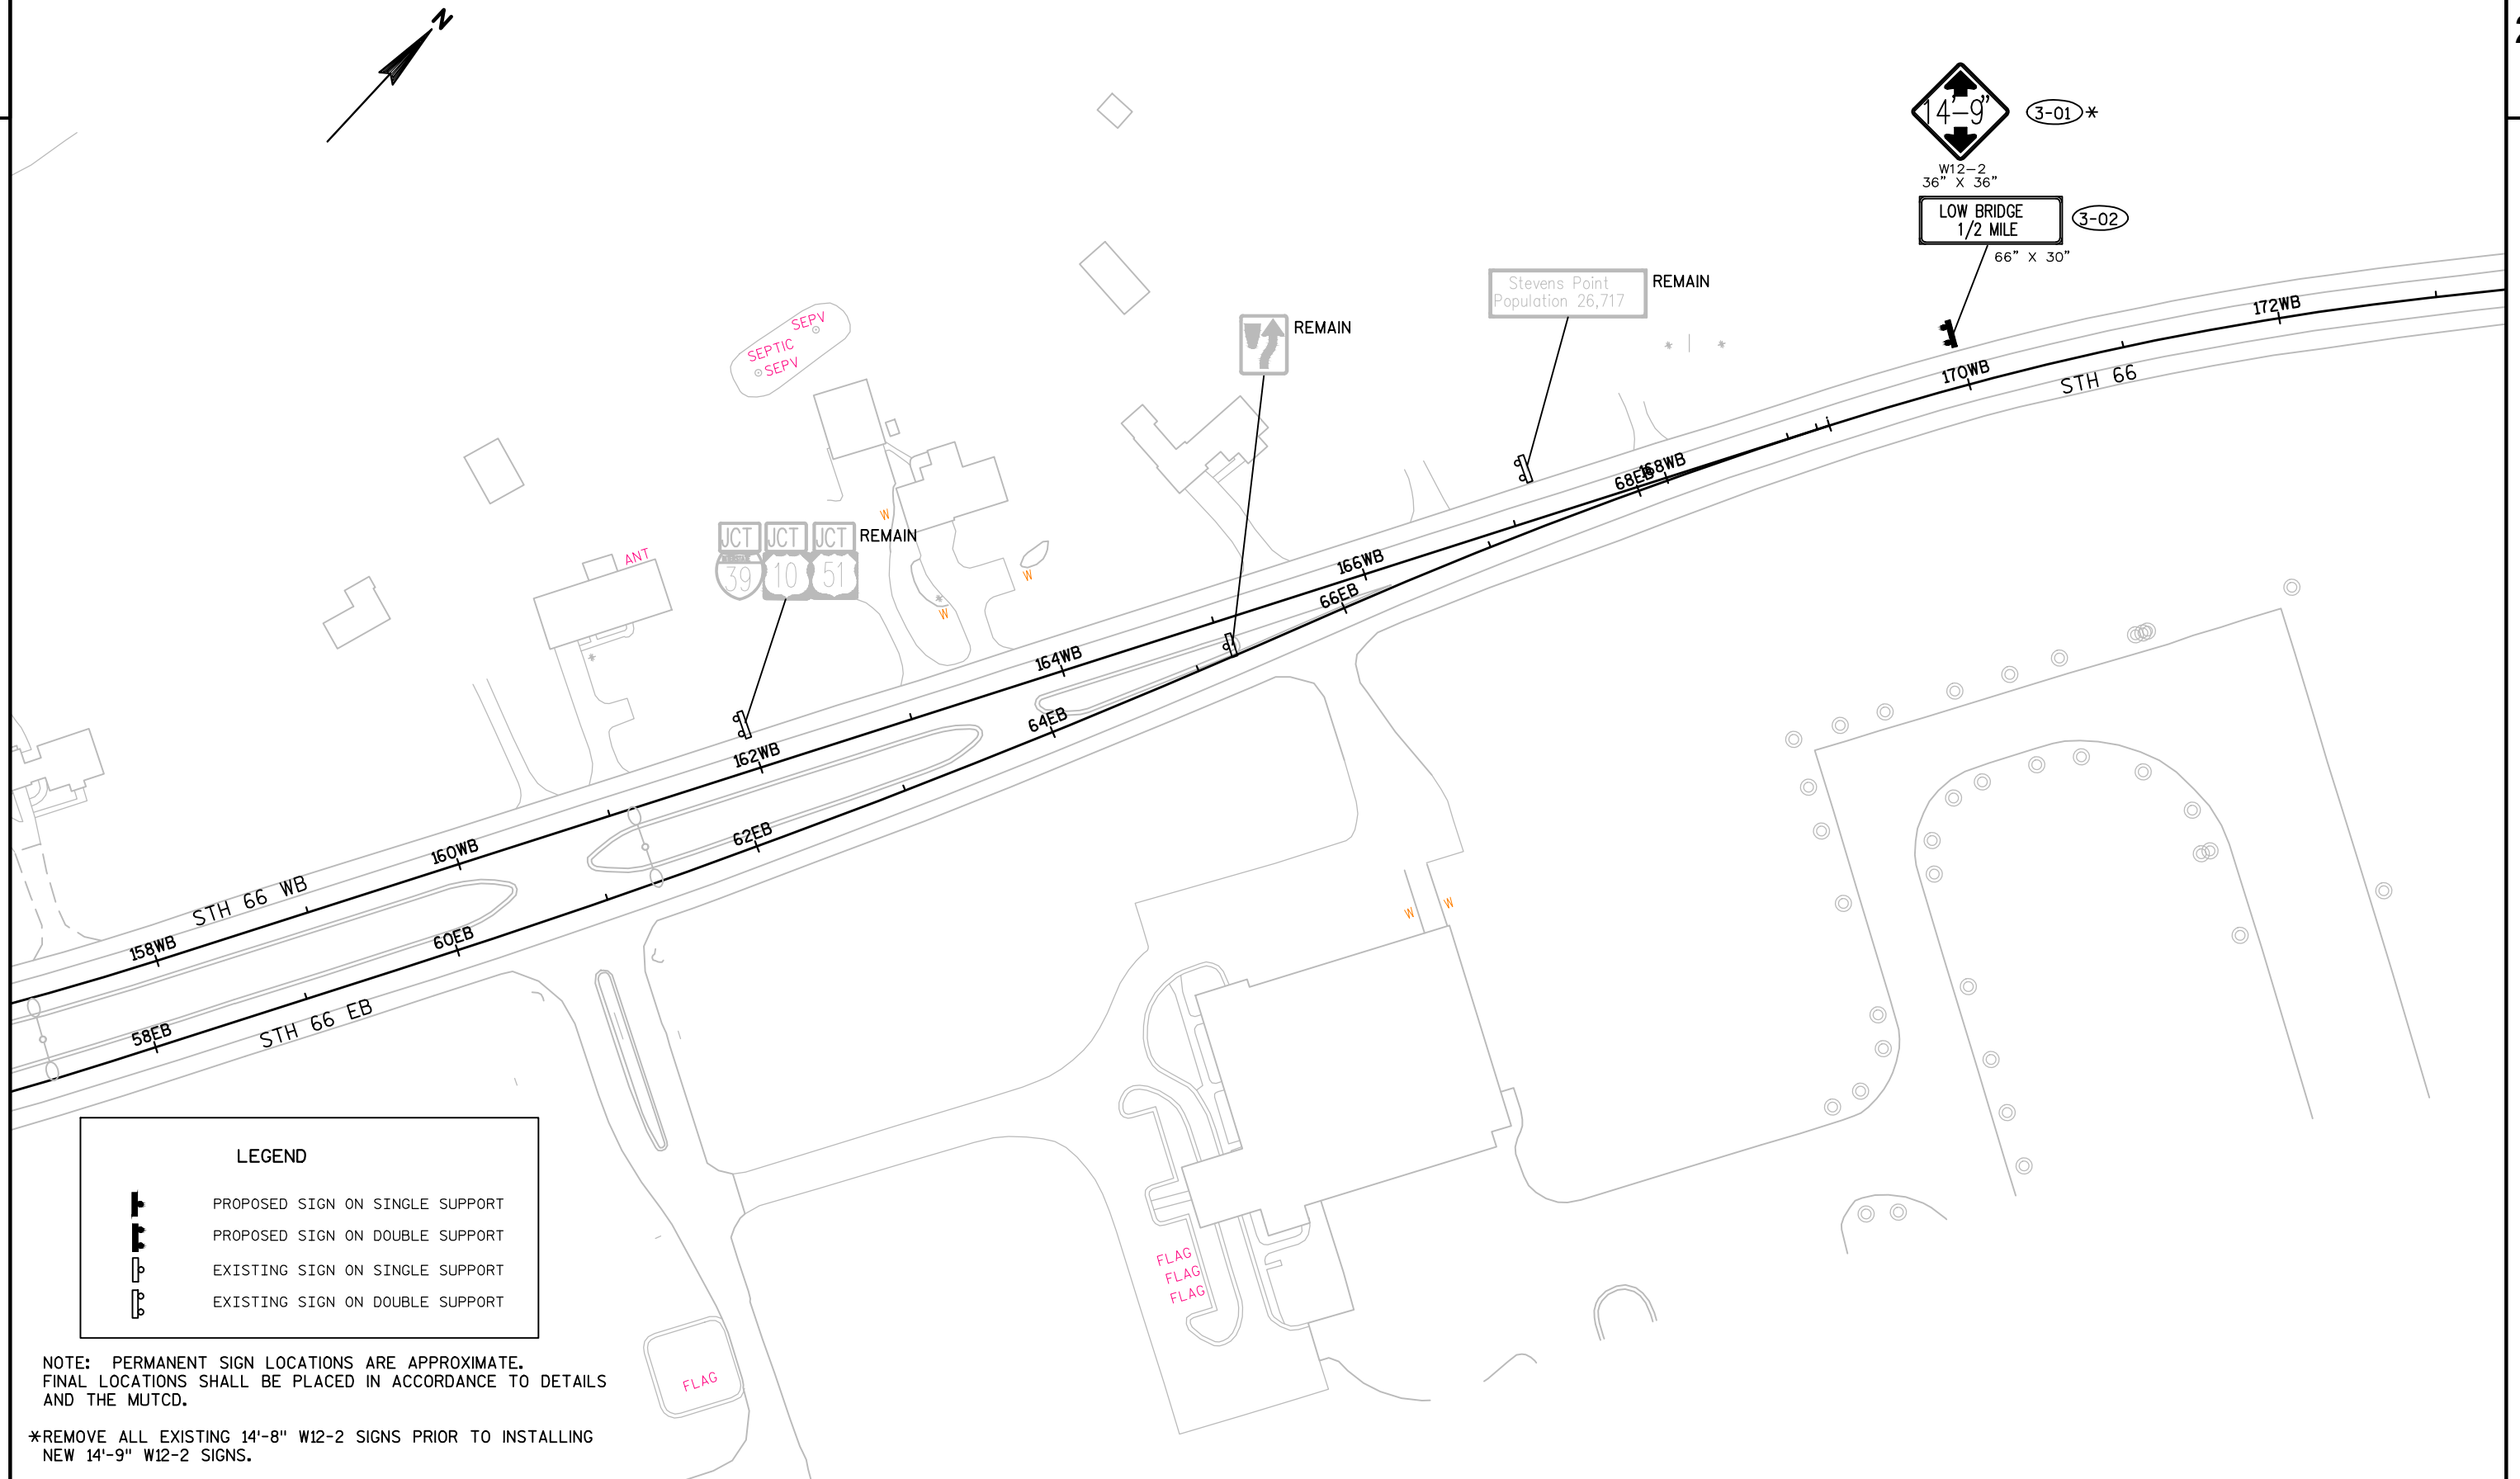 N
14'-9"
3-01 *
W12-2
36" X 36"
LOW BRIDGE
1/2 MILE
3-02
66" X 30"
Stevens Point
Population 26,717
REMAIN
REMAIN
SEPV
SEPTIC
SEPV
172WB
170WB
STH 66
168WB
68EB
W
JCT JCT JCT
39 10 51
REMAIN
ANT
W
W
166WB
66EB
164WB
64EB
162WB
62EB
160WB
STH 66 WB
158WB
60EB
STH 66 EB
58EB
W
W
LEGEND
PROPOSED SIGN ON SINGLE SUPPORT
PROPOSED SIGN ON DOUBLE SUPPORT
EXISTING SIGN ON SINGLE SUPPORT
EXISTING SIGN ON DOUBLE SUPPORT
FLAG
FLAG
FLAG
FLAG
NOTE: PERMANENT SIGN LOCATIONS ARE APPROXIMATE.
FINAL LOCATIONS SHALL BE PLACED IN ACCORDANCE TO DETAILS
AND THE MUTCD.
*REMOVE ALL EXISTING 14'-8" W12-2 SIGNS PRIOR TO INSTALLING
NEW 14'-9" W12-2 SIGNS.